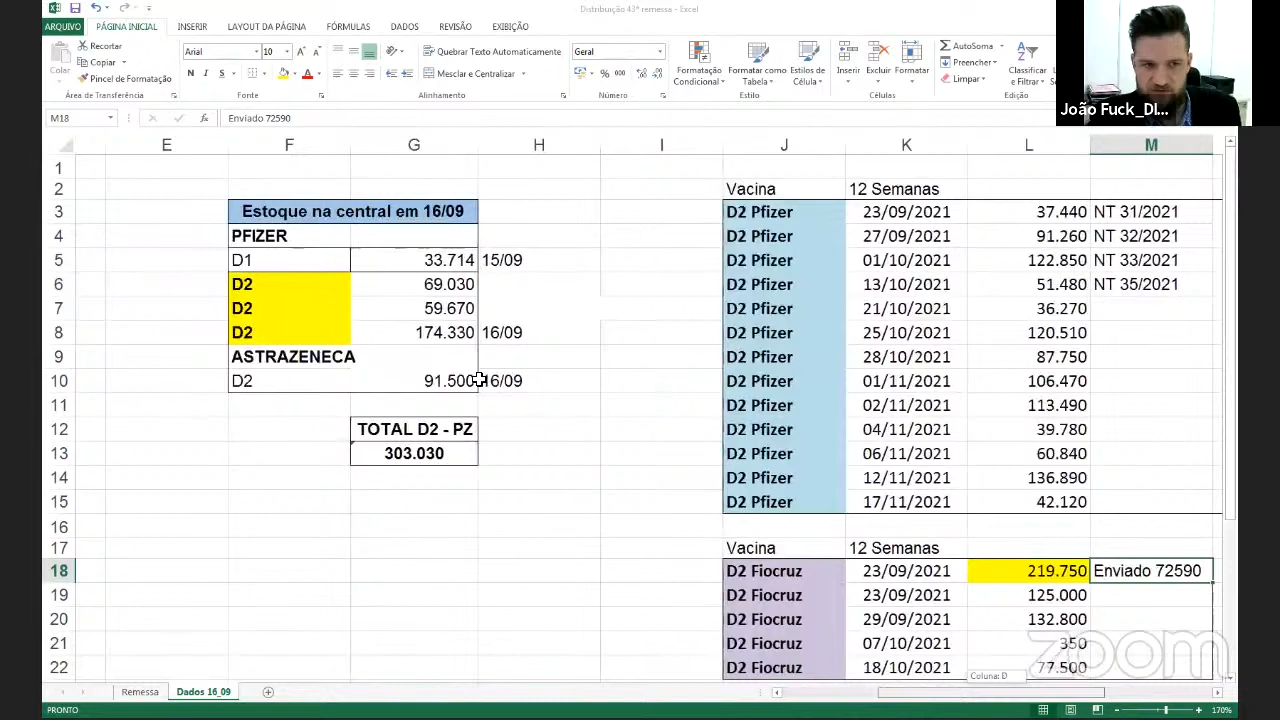 Distribuição 43ª remessa - Excel
ARQUIVO PÁGINA INICIAL INSERIR LAYOUT DA PÁGINA FÓRMULAS DADOS REVISÃO EXIBIÇÃO
Colar
Recortar
Copiar
Pincel de Formatação
Área de Transferência
Arial 10
N I S
Fonte
Quebrar Texto Automaticamente
Mesclar e Centralizar
Alinhamento
Geral
% 000
Número
Formatação Condicional
Formatar como Tabela
Estilos de Célula
Estilo
Inserir Excluir Formatar
Células
AutoSoma
Preencher
Limpar
Classificar e Filtrar
Edição
João Fuck_DI...
M18 Enviado 72590
E F G H I J K L M
1
2 Vacina 12 Semanas
3 Estoque na central em 16/09 D2 Pfizer 23/09/2021 37.440 NT 31/2021
4 PFIZER D2 Pfizer 27/09/2021 91.260 NT 32/2021
5 D1 33.714 15/09 D2 Pfizer 01/10/2021 122.850 NT 33/2021
6 D2 69.030 D2 Pfizer 13/10/2021 51.480 NT 35/2021
7 D2 59.670 D2 Pfizer 21/10/2021 36.270
8 D2 174.330 16/09 D2 Pfizer 25/10/2021 120.510
9 ASTRAZENECA D2 Pfizer 28/10/2021 87.750
10 D2 91.500 16/09 D2 Pfizer 01/11/2021 106.470
11 D2 Pfizer 02/11/2021 113.490
12 TOTAL D2 - PZ D2 Pfizer 04/11/2021 39.780
13 303.030 D2 Pfizer 06/11/2021 60.840
14 D2 Pfizer 12/11/2021 136.890
15 D2 Pfizer 17/11/2021 42.120
16
17 Vacina 12 Semanas
18 D2 Fiocruz 23/09/2021 219.750 Enviado 72590
19 D2 Fiocruz 23/09/2021 125.000
20 D2 Fiocruz 29/09/2021 132.800
21 D2 Fiocruz 07/10/2021 350
22 D2 Fiocruz 18/10/2021 77.500
zoom
Coluna: D
Remessa Dados 16_09
PRONTO 170%